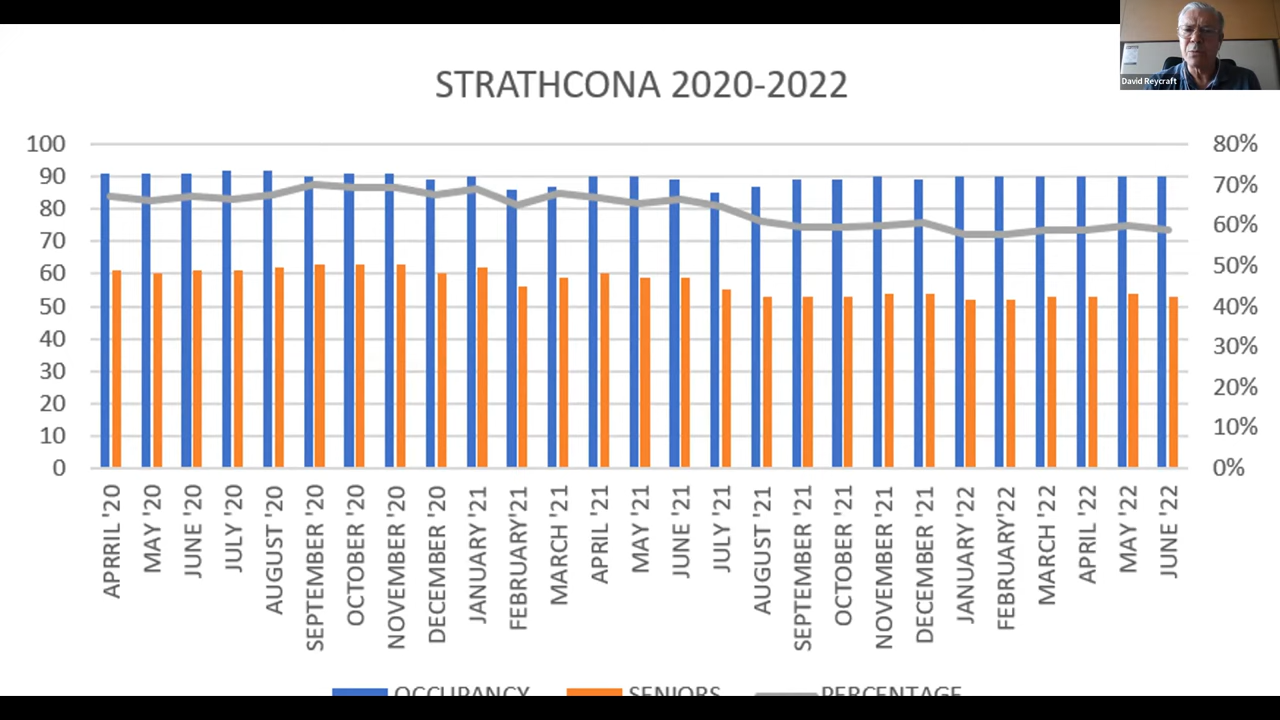 David Reycraft
STRATHCONA 2020-2022
100
90
80
70
60
50
40
30
20
10
0
80%
70%
60%
50%
40%
30%
20%
10%
0%
APRRIL '20
MAY '20
JUNE '20
JULY '20
AUGUST '20
SEPTEMBER '20
OCTOBER '20
NOVEMBER '20
DECEMBER '20
JANUARY'21
FEBRUARY'21
MARCH '21
APRIL '21
MAY '21
JUNE '21
JULY '21
AUGUST '21
SEPTEMBER '21
OCTOBER '21
NOVEMBER '21
DECEMBER '21
JANUARY '22
FEBRUARY'22
MARCH '22
APRIL '22
MAY '22
JUNE '22
OCCUPANCY
SENIORS
PERCENTAGE